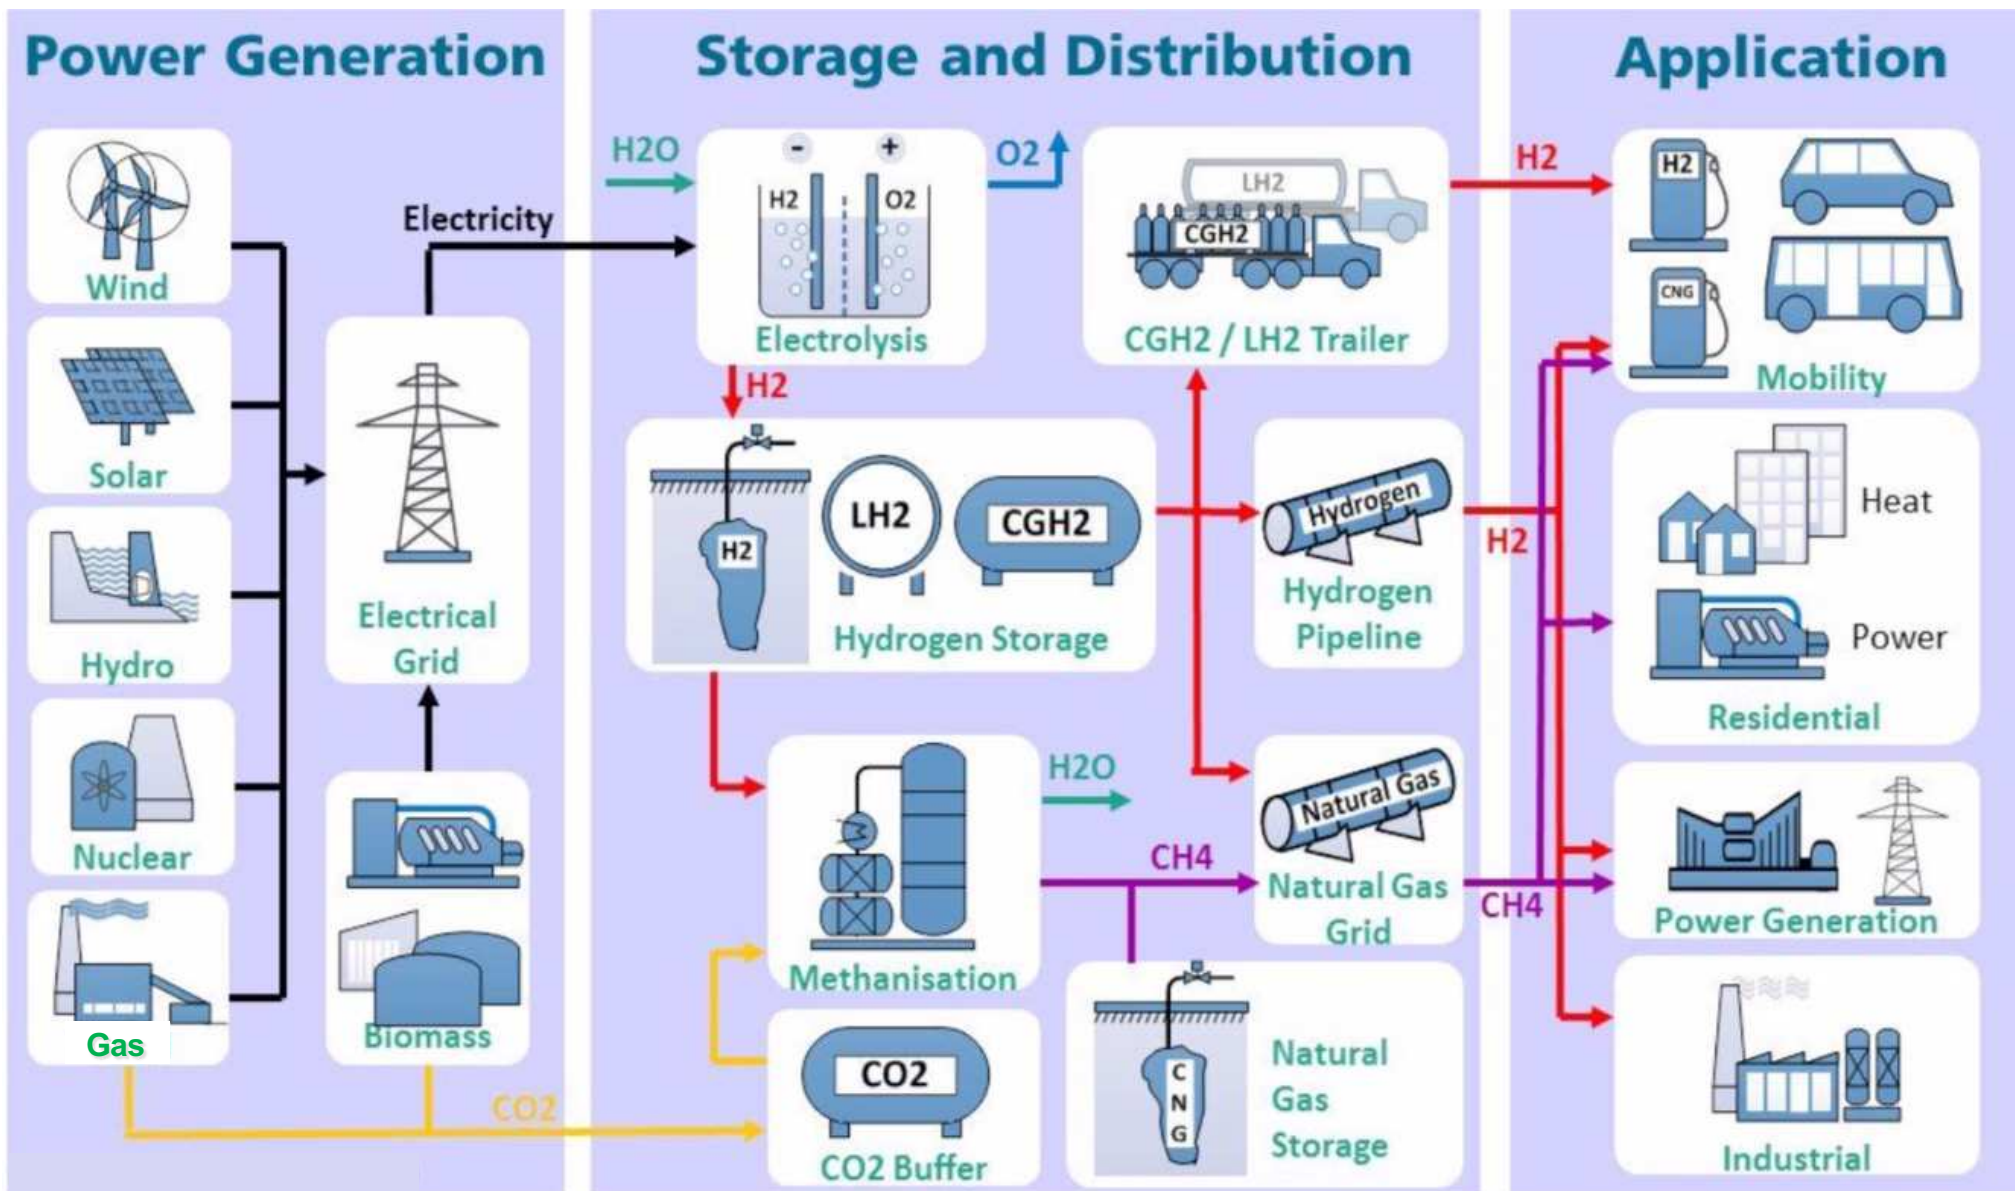 Power Generation
Storage and Distribution
Application
Wind
Solar
Hydro
Nuclear
Gas
Electricity
Electrical
Grid
Biomass
CO2
H2O
-
+
H2
O2
Electrolysis
O2
LH2
CGH2
CGH2 / LH2 Trailer
H2
H2
H2
LH2
CGH2
Hydrogen Storage
Hydrogen
Hydrogen
Pipeline
H2
Methanisation
H2O
CH4
Natural Gas
Natural Gas
Grid
CH4
CO2
CO2 Buffer
C
N
G
Natural
Gas
Storage
H2
CNG
Mobility
Heat
Power
Residential
Power Generation
Industrial